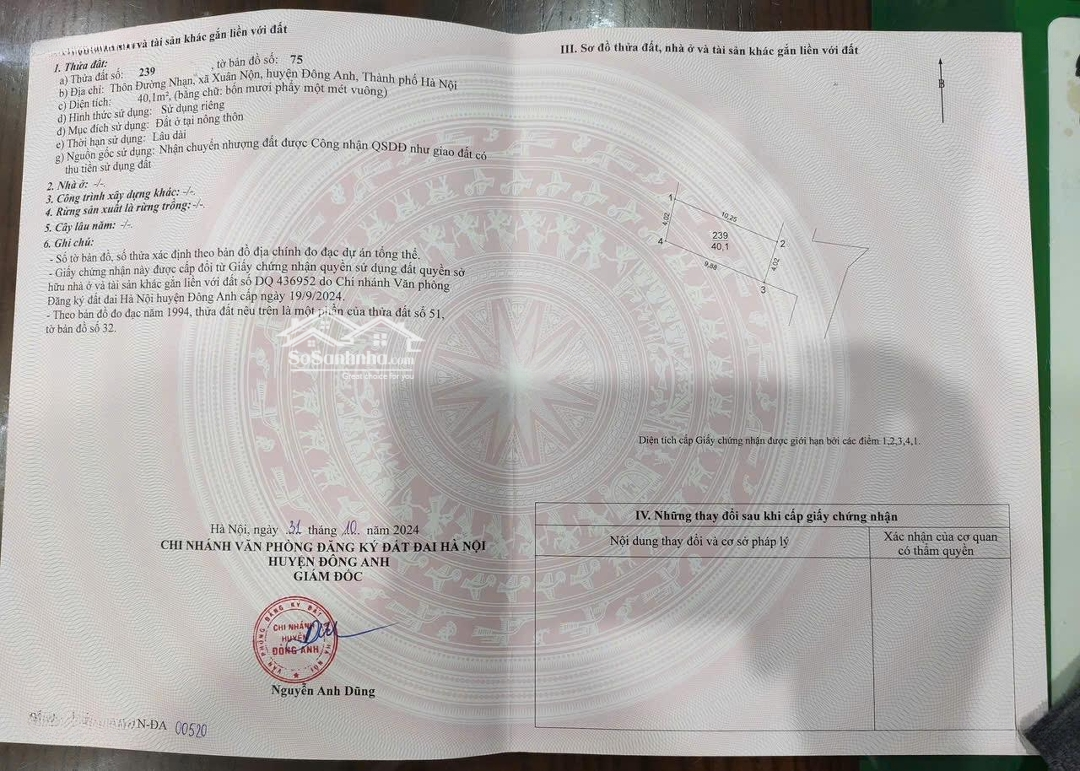 và tài sản khác gắn liền với đất
1. Thửa đất:
a) Thửa đất số: 239, tờ bản đồ số: 75
b) Địa chỉ: Thôn Đường Nhạn, xã Xuân Nộn, huyện Đông Anh, Thành phố Hà Nội
c) Diện tích: 40,1m², (bằng chữ: bốn mươi phẩy một mét vuông)
d) Hình thức sử dụng: Sử dụng riêng
đ) Mục đích sử dụng: Đất ở tại nông thôn
e) Thời hạn sử dụng: Lâu dài
g) Nguồn gốc sử dụng: Nhận chuyển nhượng đất được Công nhận QSDĐ như giao đất có
thu tiền sử dụng đất
2. Nhà ở: -/-.
3. Công trình xây dựng khác: -/-.
4. Rừng sản xuất là rừng trồng: -/-.
5. Cây lâu năm: -/-.
6. Ghi chú:
- Số tờ bản đồ, số thửa xác định theo bản đồ địa chính đo đạc dự án tổng thể.
- Giấy chứng nhận này được cấp đổi từ Giấy chứng nhận quyền sử dụng đất quyền sở
hữu nhà ở và tài sản khác gắn liền với đất số DQ 436952 do Chi nhánh Văn phòng
Đăng ký đất đai Hà Nội huyện Đông Anh cấp ngày 19/9/2024.
- Theo bản đồ đo đạc năm 1994, thửa đất nêu trên là một phần của thửa đất số 51,
tờ bản đồ số 32.
SoSanhnha.com
Great choice for you
Hà Nội, ngày 31 tháng 10 năm 2024
CHI NHÁNH VĂN PHÒNG ĐĂNG KÝ ĐẤT ĐAI HÀ NỘI
HUYỆN ĐÔNG ANH
GIÁM ĐỐC
VĂN PHÒNG ĐĂNG KÝ ĐẤT
HÀ NỘI
CHI NHÁNH
HUYỆN
ĐÔNG ANH
Nguyễn Anh Dũng
N-ĐA 00520
III. Sơ đồ thửa đất, nhà ở và tài sản khác gắn liền với đất
B
1
10,25
4,02
239
40,1
2
4
9,88
4,02
3
Diện tích cấp Giấy chứng nhận được giới hạn bởi các điểm 1,2,3,4,1.
IV. Những thay đổi sau khi cấp giấy chứng nhận
Nội dung thay đổi và cơ sở pháp lý
Xác nhận của cơ quan
có thẩm quyền